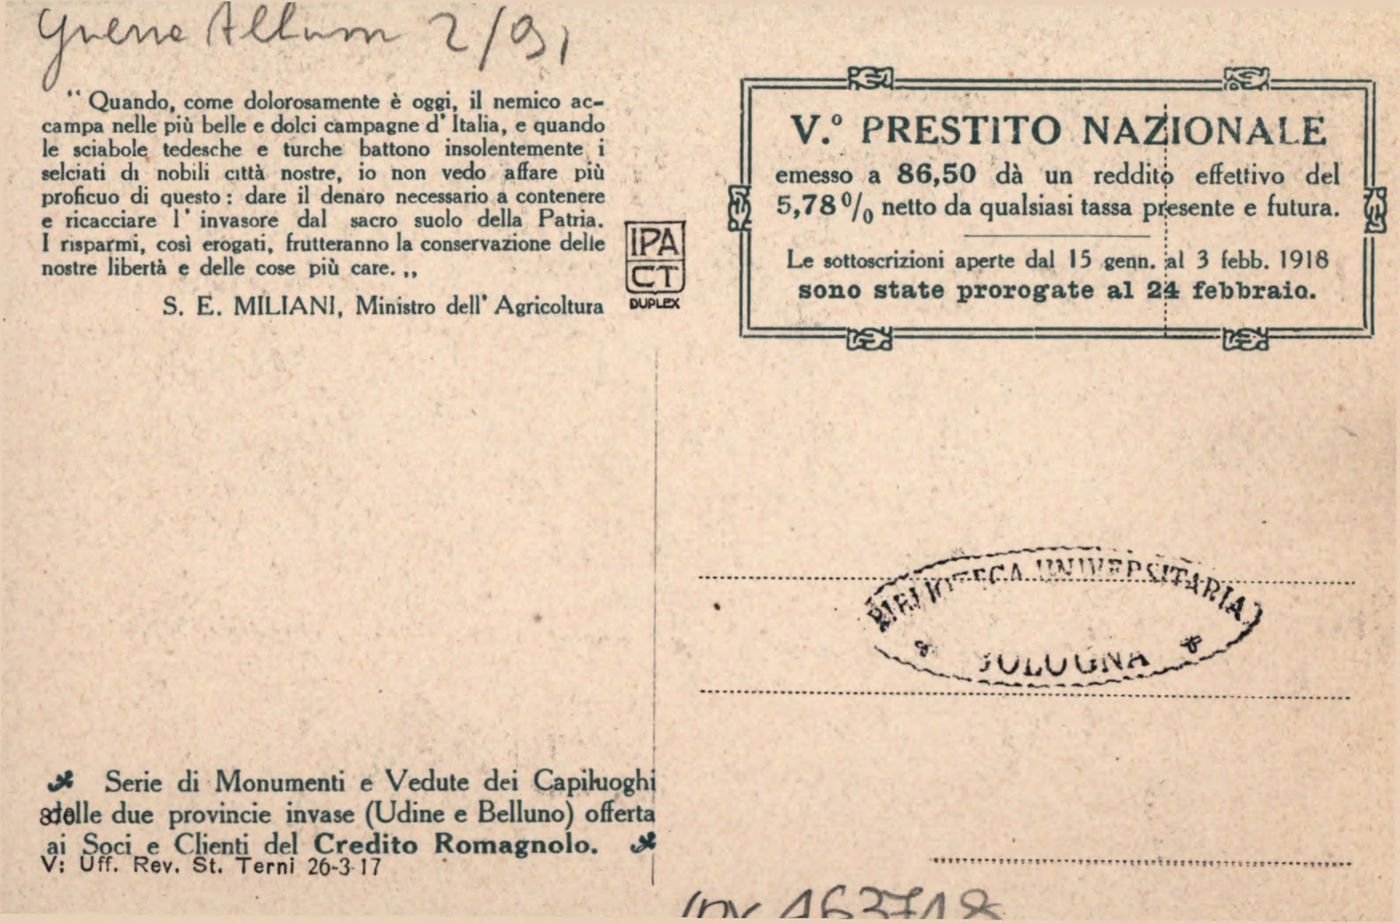 Guerre Album 2/91
“ Quando, come dolorosamente è oggi, il nemico ac-
campa nelle più belle e dolci campagne d' Italia, e quando
le sciabole tedesche e turche battono insolentemente i
selciati di nobili città nostre, io non vedo affare più
proficuo di questo : dare il denaro necessario a contenere
e ricacciare l' invasore dal sacro suolo della Patria.
I risparmi, così erogati, frutteranno la conservazione delle
nostre libertà e delle cose più care. „
S. E. MILIANI, Ministro dell' Agricoltura
IPA
CT
DUPLEX
V.° PRESTITO NAZIONALE
emesso a 86,50 dà un reddito effettivo del
5,78 % netto da qualsiasi tassa presente e futura.
Le sottoscrizioni aperte dal 15 genn. al 3 febb. 1918
sono state prorogate al 24 febbraio.
BIBLIOTECA UNIVERSITARIA
BOLOGNA
Serie di Monumenti e Vedute dei Capiluoghi
delle due provincie invase (Udine e Belluno) offerta
ai Soci e Clienti del Credito Romagnolo.
V: Uff. Rev. St. Terni 26-3-17
163718